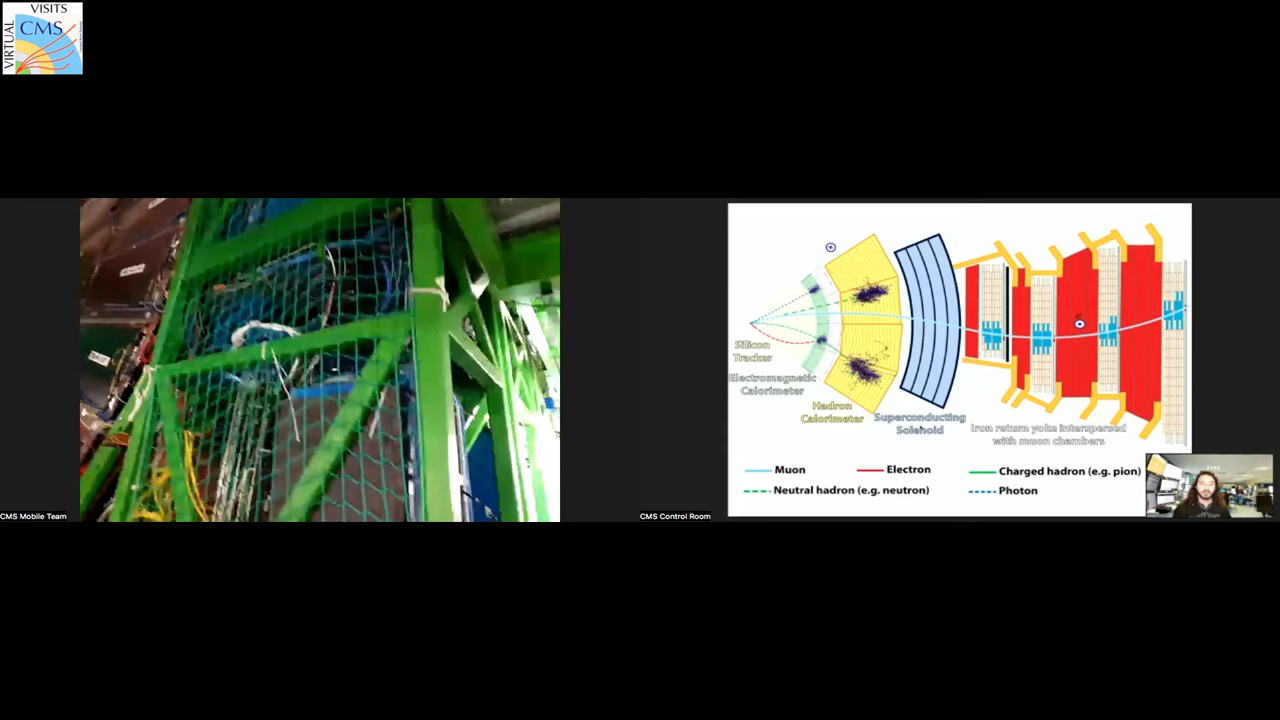 VISITS
CMS
VIRTUAL
CMS Mobile Team
CMS Control Room
Silicon
Tracker
Electromagnetic
Calorimeter
Hadron
Calorimeter
Superconducting
Solenoid
Iron return yoke interspersed
with muon chambers
Muon
Electron
Charged hadron (e.g. pion)
Neutral hadron (e.g. neutron)
Photon